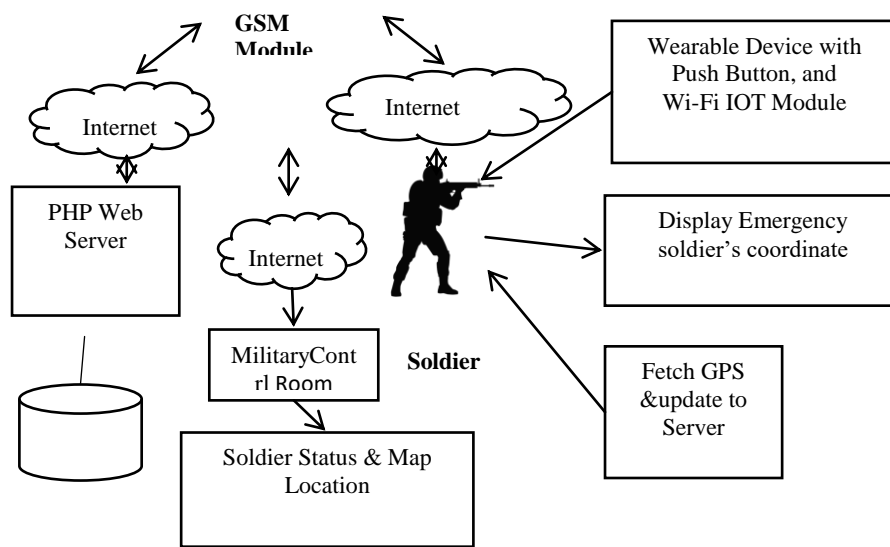 GSM
Module
Wearable Device with
Push Button, and
Wi-Fi IOT Module
Internet
Internet
PHP Web
Server
Display Emergency
soldier's coordinate
Internet
MilitaryCont
rl Room
Soldier
Fetch GPS
&update to
Server
Soldier Status & Map
Location